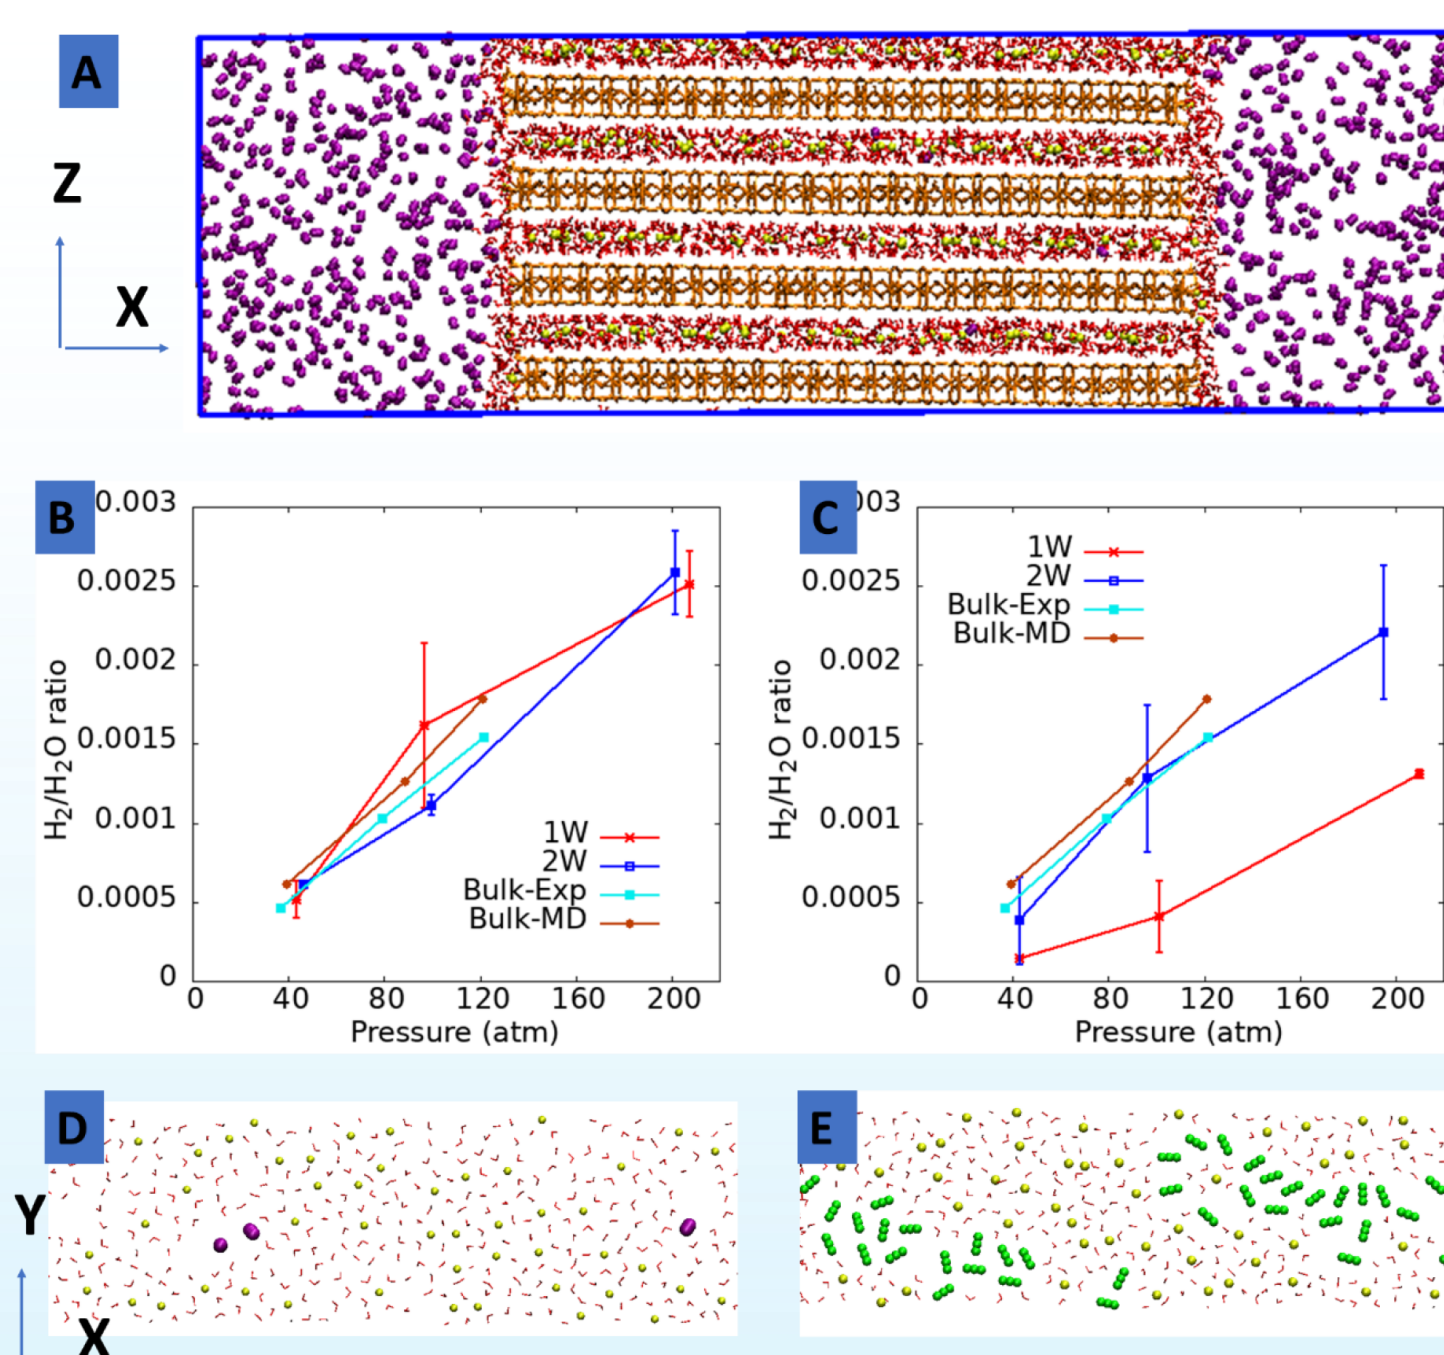 A
Z
X
B
0.003
0.0025
0.002
0.0015
0.001
0.0005
0
H₂/H₂O ratio
1W
2W
Bulk-Exp
Bulk-MD
0 40 80 120 160 200
Pressure (atm)
C
003
0.0025
0.002
0.0015
0.001
0.0005
0
H₂/H₂O ratio
1W
2W
Bulk-Exp
Bulk-MD
0 40 80 120 160 200
Pressure (atm)
D
E
Y
X